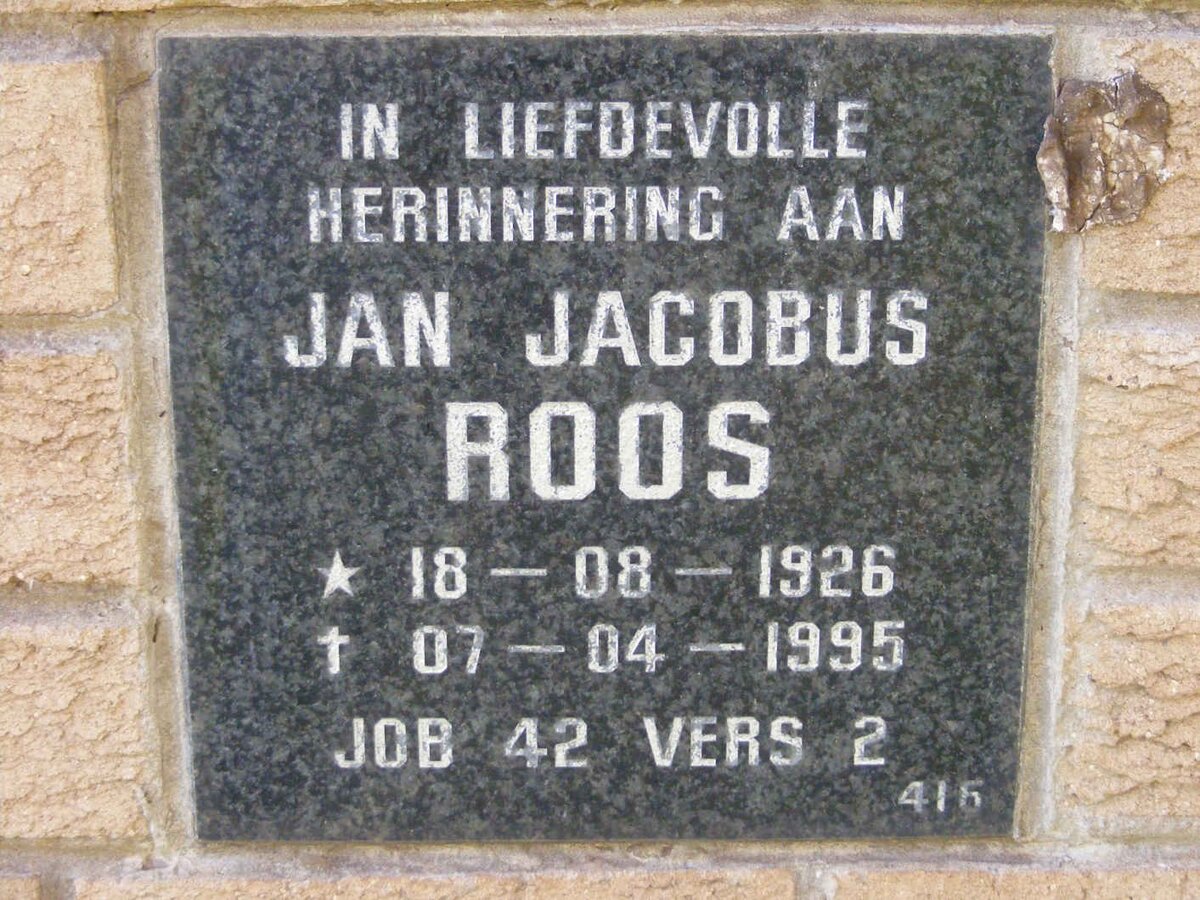 IN LIEFDEVOLLE
HERINNERING AAN
JAN JACOBUS
ROOS
★ 18 — 08 — 1926
✝ 07 — 04 — 1995
JOB 42 VERS 2
416